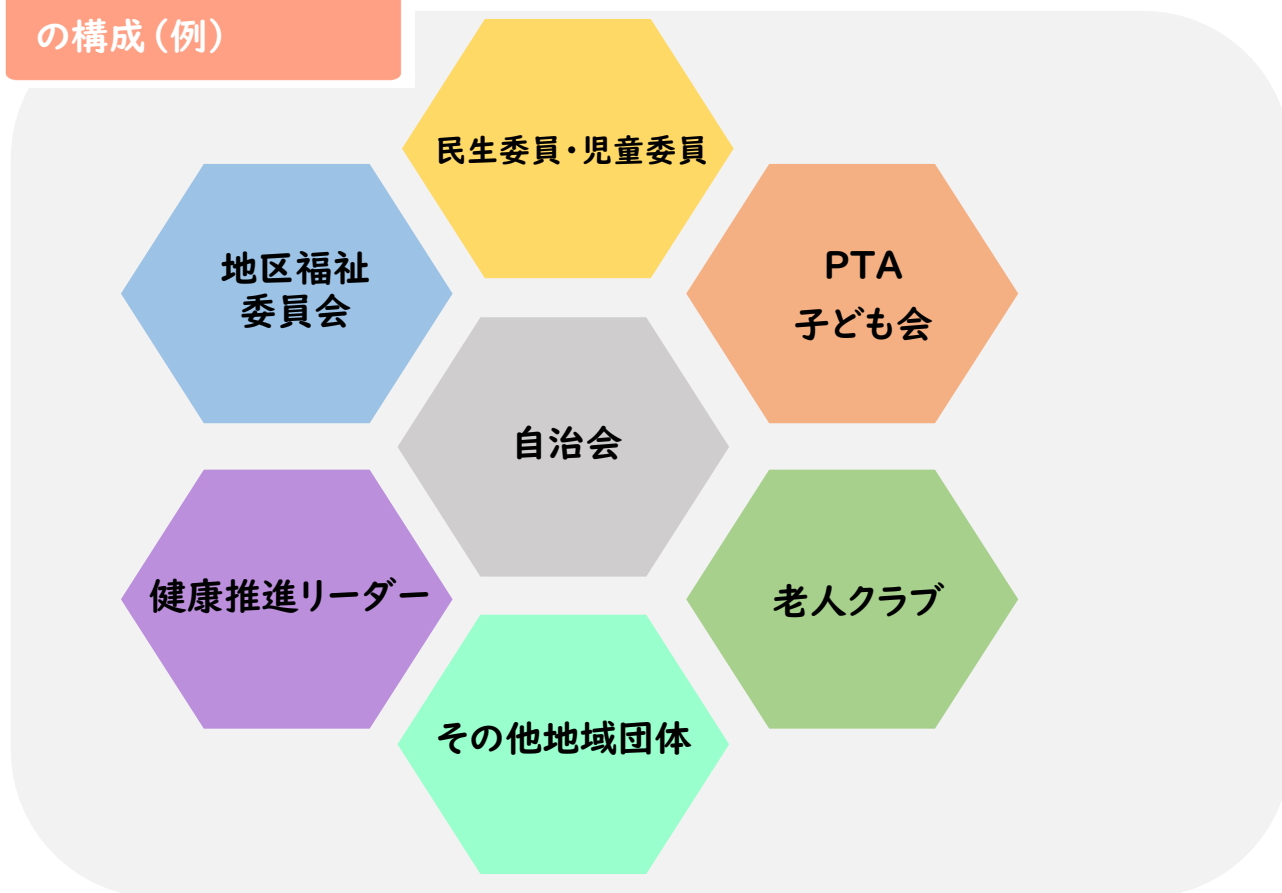 の構成（例）
民生委員・児童委員
地区福祉
委員会
PTA
子ども会
自治会
健康推進リーダー
老人クラブ
その他地域団体